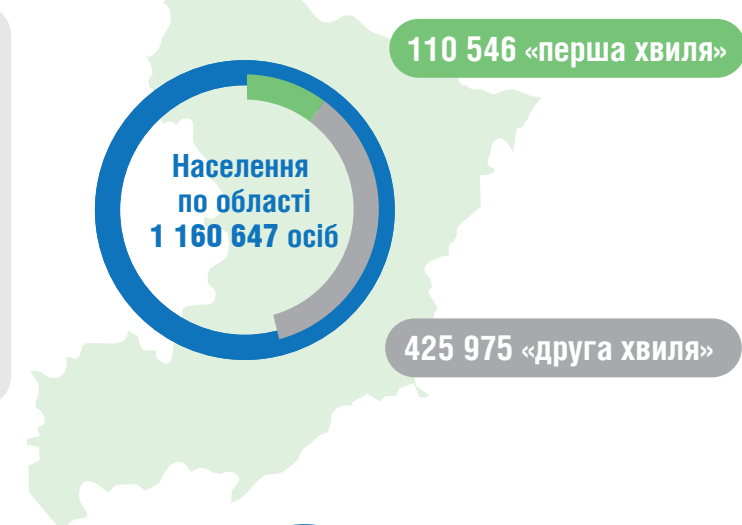 110 546 «перша хвиля»
Населення
по області
1 160 647 осіб
425 975 «друга хвиля»